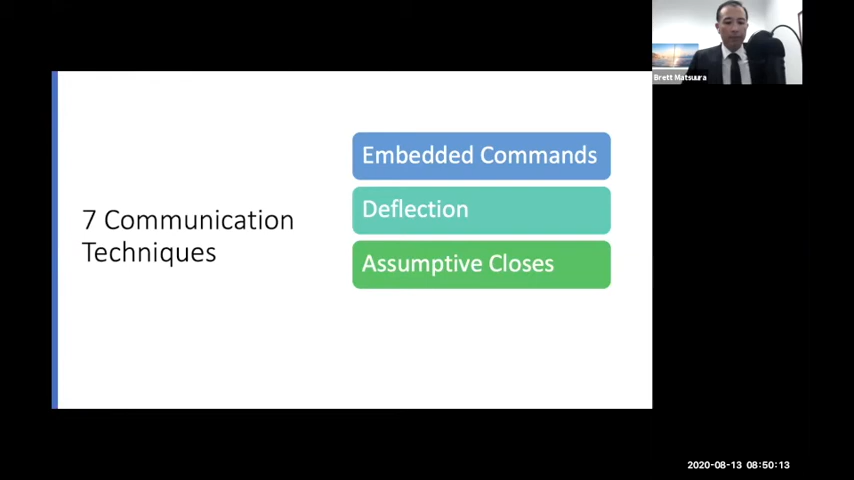 Brett Matsuura
7 Communication
Techniques
Embedded Commands
Deflection
Assumptive Closes
2020-08-13 08:50:13